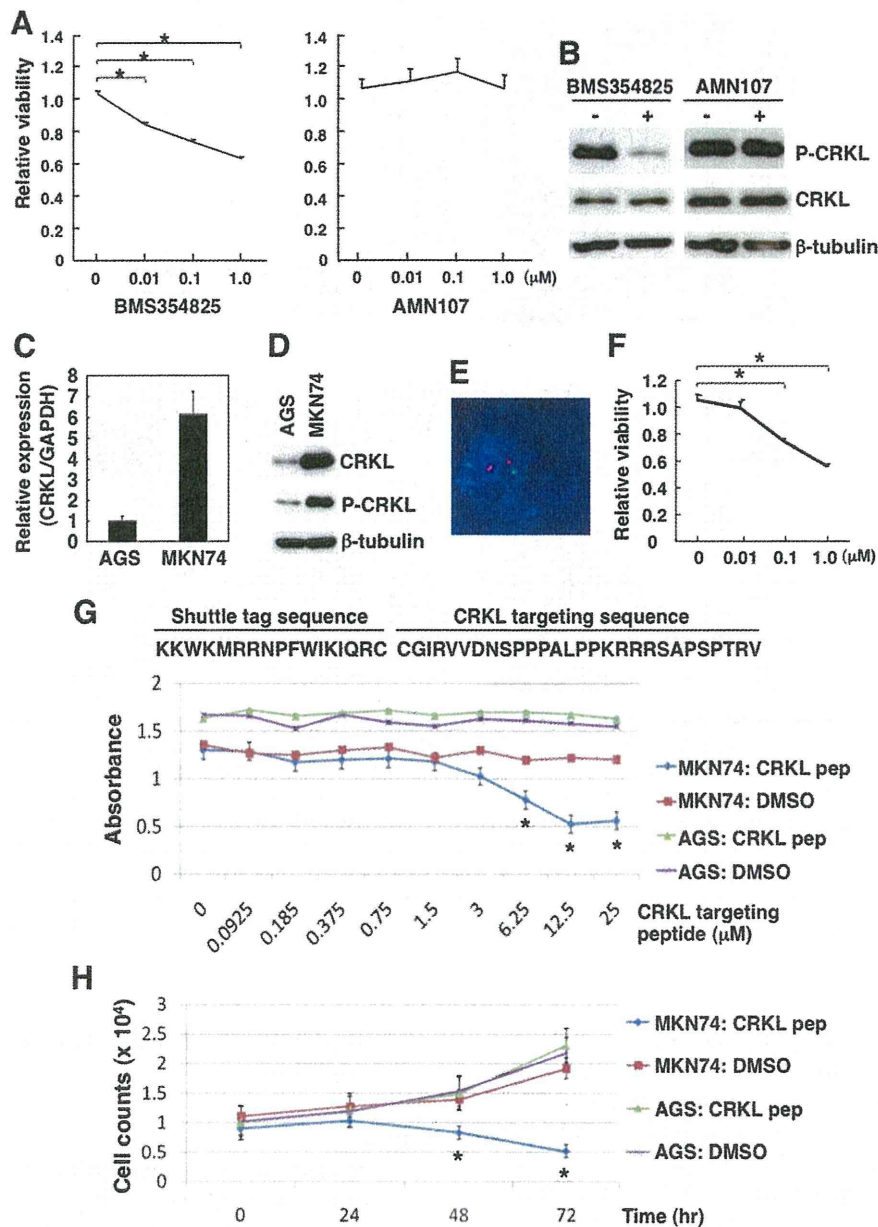 A
Relative viability
1.4
1.2
1.0
0.8
0.6
0.4
0.2
0
*
*
*
0 0.01 0.1 1.0
BMS354825
1.4
1.2
1.0
0.8
0.6
0.4
0.2
0
0 0.01 0.1 1.0 (μM)
AMN107
B
BMS354825 AMN107
- + - +
P-CRKL
CRKL
β-tubulin
C
Relative expression
(CRKL/GAPDH)
8
7
6
5
4
3
2
1
0
AGS MKN74
D
AGS MKN74
CRKL
P-CRKL
β-tubulin
E
F
Relative viability
1.2
1.0
0.8
0.6
0.4
0.2
0
*
*
0 0.01 0.1 1.0 (μM)
G
Shuttle tag sequence CRKL targeting sequence
KKWKMRRNPFWIKIQRC CGIRVVDNSPPPALPPKRRRSAPSPTRV
Absorbance
2
1.5
1
0.5
0
* * *
MKN74: CRKL pep
MKN74: DMSO
AGS: CRKL pep
AGS: DMSO
0 0.0925 0.185 0.375 0.75 1.5 3 6.25 12.5 25
CRKL targeting
peptide (μM)
H
Cell counts (x 10⁴)
3
2.5
2
1.5
1
0.5
0
* *
MKN74: CRKL pep
MKN74: DMSO
AGS: CRKL pep
AGS: DMSO
0 24 48 72 Time (hr)